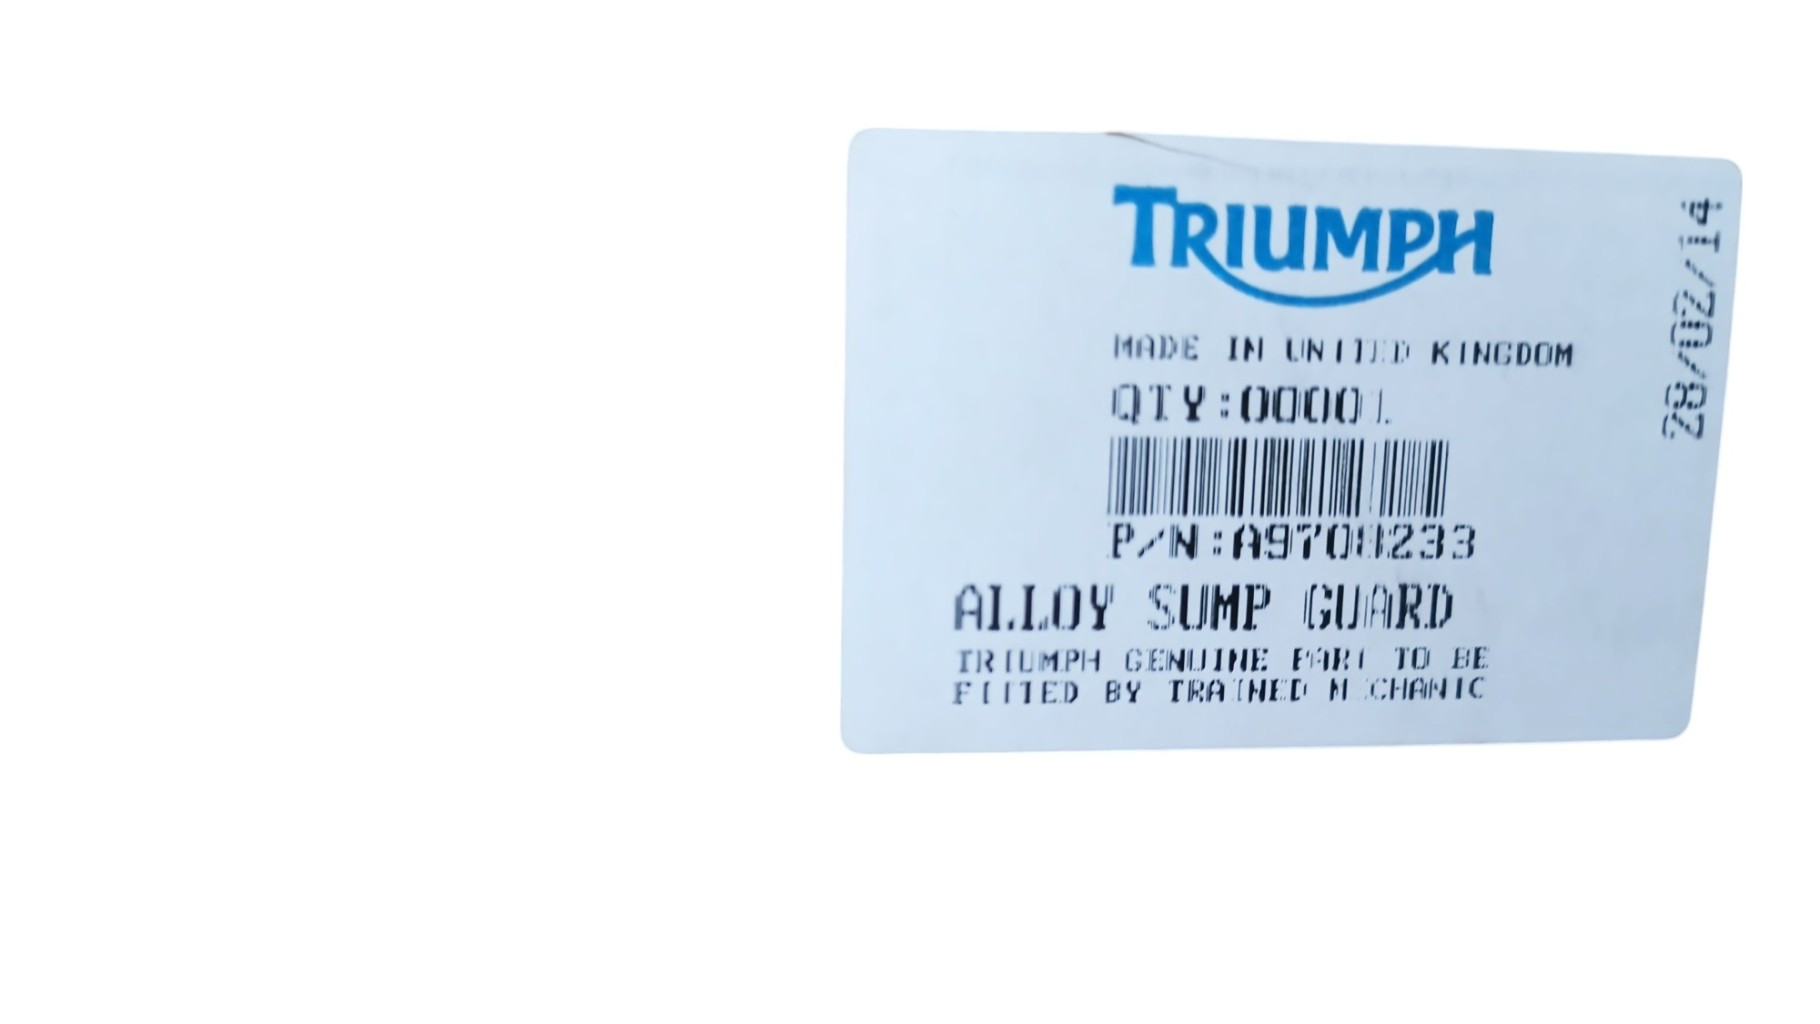 TRIUMPH
MADE IN UNITED KINGDOM
QTY:00001
P/N:A9708233
ALLOY SUMP GUARD
TRIUMPH GENUINE PART TO BE
FITTED BY TRAINED MECHANIC
28/02/14